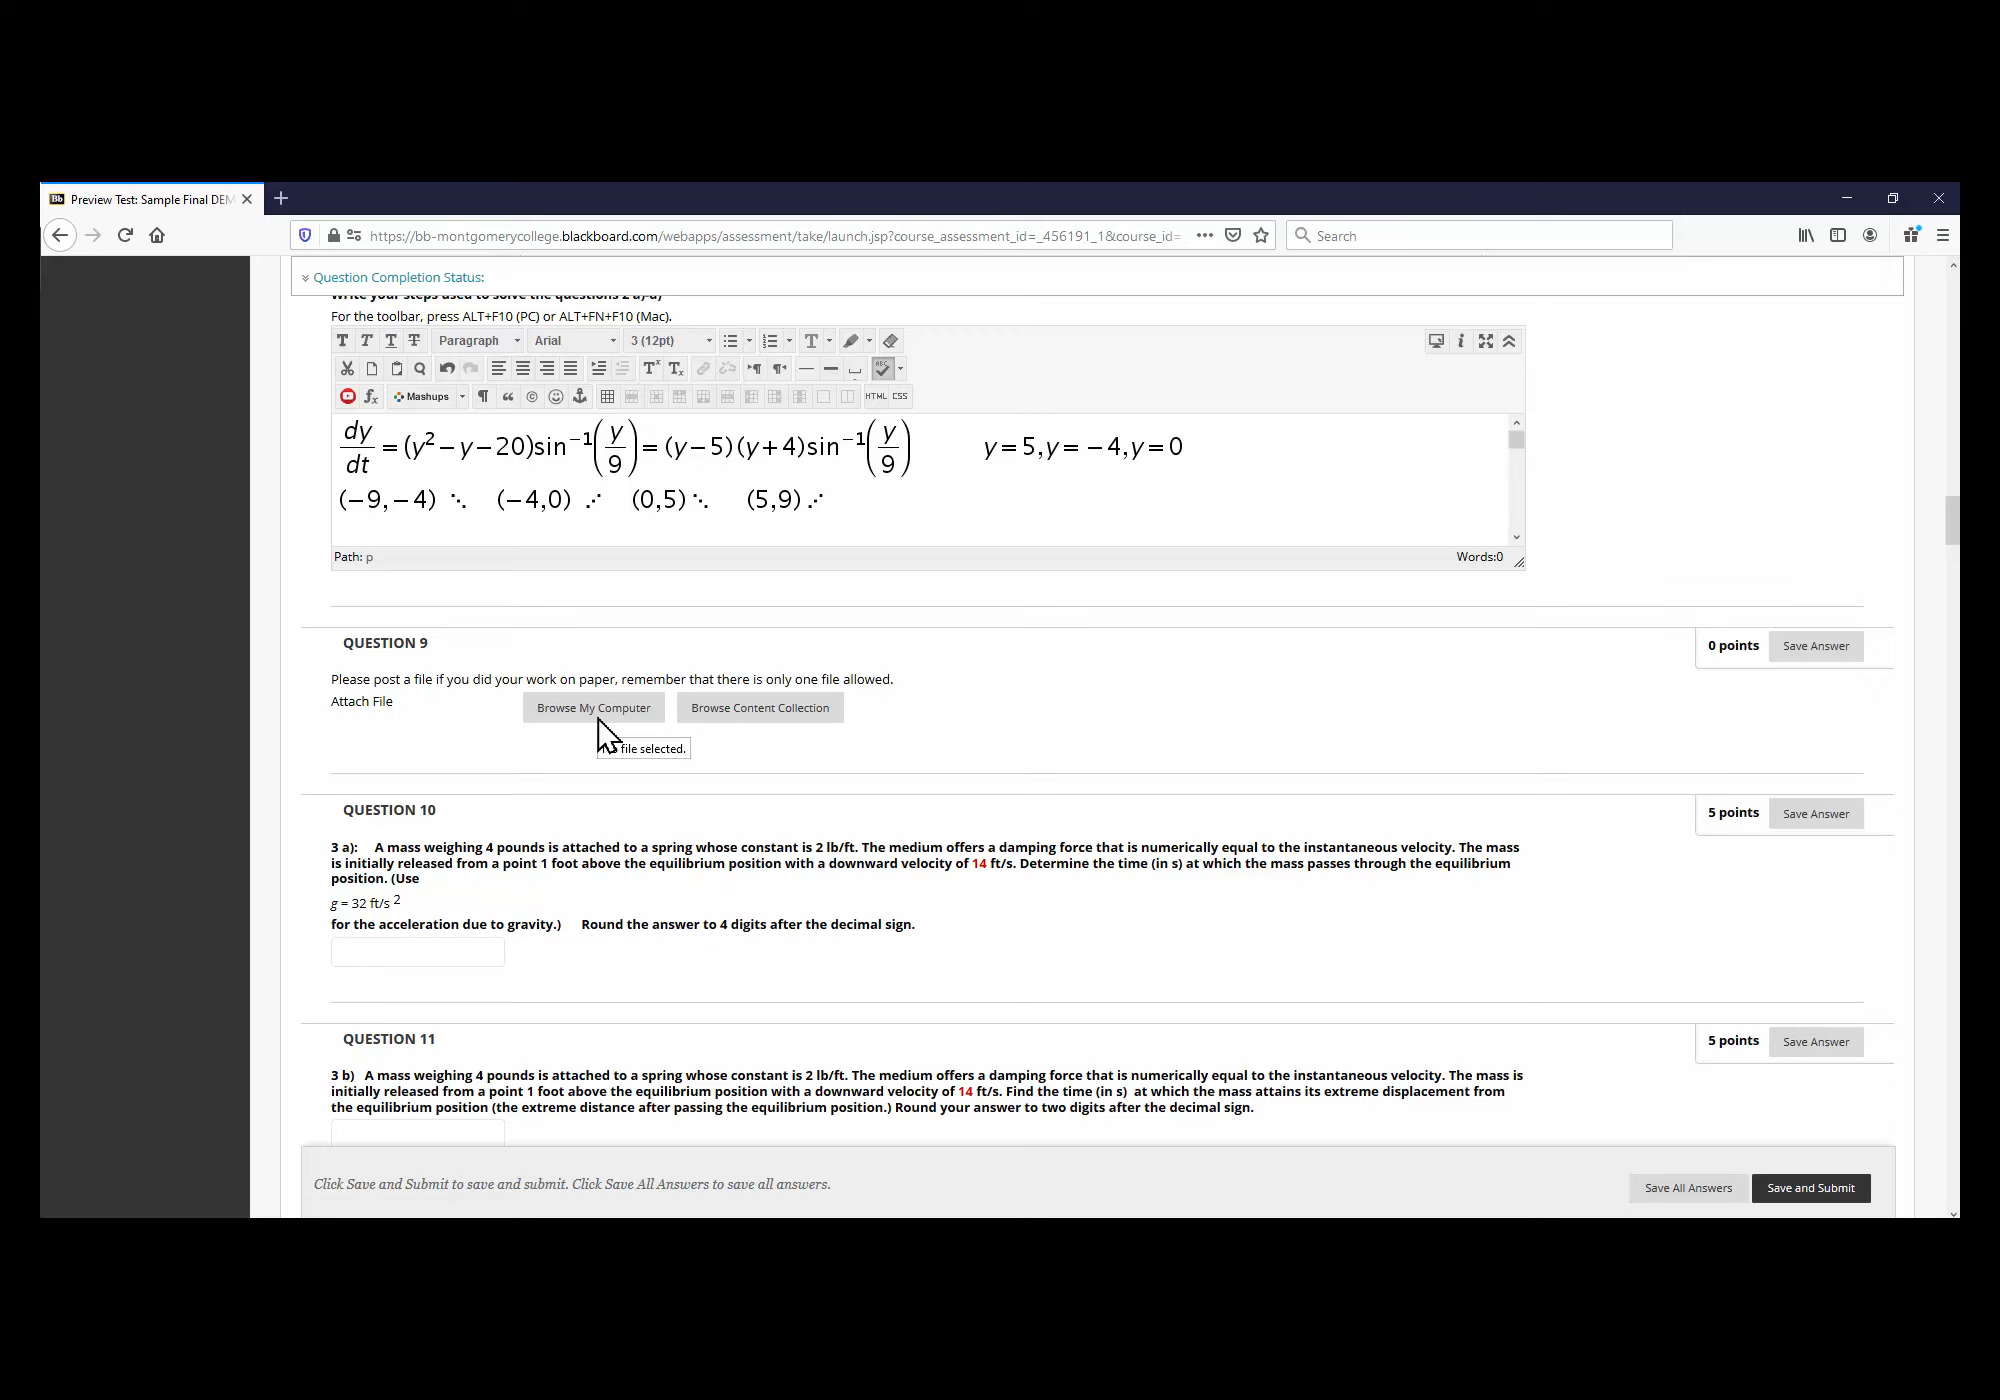 Preview Test: Sample Final DEM
https://bb-montgomerycollege.blackboard.com/webapps/assessment/take/launch.jsp?course_assessment_id=_456191_1&course_id=
Search
Question Completion Status:
Write your steps used to solve the questions 2 a)-d)
For the toolbar, press ALT+F10 (PC) or ALT+FN+F10 (Mac).
T T T T Paragraph Arial 3 (12pt)
Mashups HTML CSS
dy/dt = (y² − y − 20)sin⁻¹(y/9) = (y − 5)(y + 4)sin⁻¹(y/9) y = 5, y = − 4, y = 0
(−9, − 4) ⋱ (−4,0) ⋰ (0,5) ⋱ (5,9) ⋰
Path: p Words:0
QUESTION 9
0 points Save Answer
Please post a file if you did your work on paper, remember that there is only one file allowed.
Attach File Browse My Computer Browse Content Collection
file selected.
QUESTION 10
5 points Save Answer
3 a): A mass weighing 4 pounds is attached to a spring whose constant is 2 lb/ft. The medium offers a damping force that is numerically equal to the instantaneous velocity. The mass
is initially released from a point 1 foot above the equilibrium position with a downward velocity of 14 ft/s. Determine the time (in s) at which the mass passes through the equilibrium
position. (Use
g = 32 ft/s 2
for the acceleration due to gravity.) Round the answer to 4 digits after the decimal sign.
QUESTION 11
5 points Save Answer
3 b) A mass weighing 4 pounds is attached to a spring whose constant is 2 lb/ft. The medium offers a damping force that is numerically equal to the instantaneous velocity. The mass is
initially released from a point 1 foot above the equilibrium position with a downward velocity of 14 ft/s. Find the time (in s) at which the mass attains its extreme displacement from
the equilibrium position (the extreme distance after passing the equilibrium position.) Round your answer to two digits after the decimal sign.
Click Save and Submit to save and submit. Click Save All Answers to save all answers.
Save All Answers Save and Submit